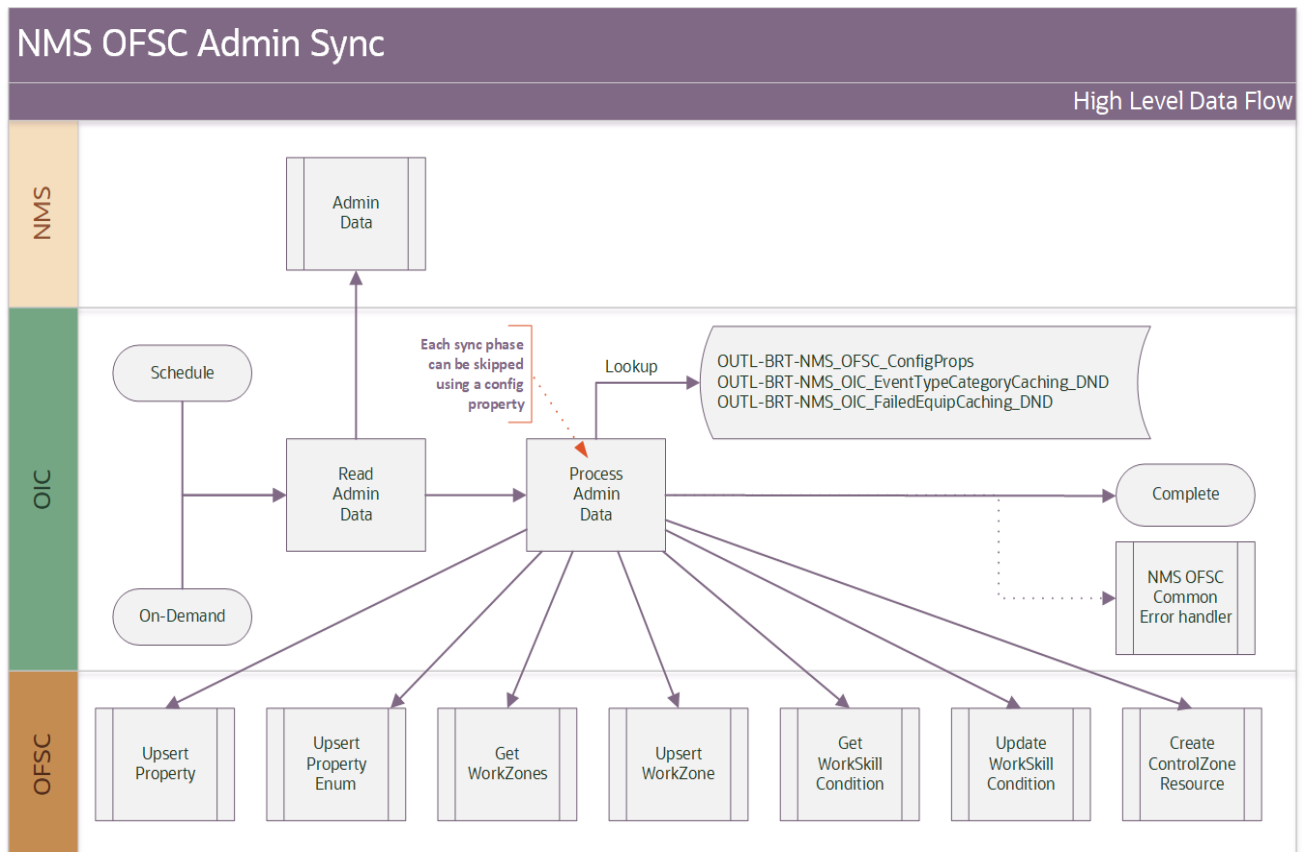 NMS OFSC Admin Sync
High Level Data Flow
NMS
Admin
Data
OIC
Schedule
On-Demand
Read
Admin
Data
Each sync phase
can be skipped
using a config
property
Process
Admin
Data
Lookup
OUTL-BRT-NMS_OFSC_ConfigProps
OUTL-BRT-NMS_OIC_EventTypeCategoryCaching_DND
OUTL-BRT-NMS_OIC_FailedEquipCaching_DND
Complete
NMS OFSC
Common
Error handler
OFSC
Upsert
Property
Upsert
Property
Enum
Get
WorkZones
Upsert
WorkZone
Get
WorkSkill
Condition
Update
WorkSkill
Condition
Create
ControlZone
Resource